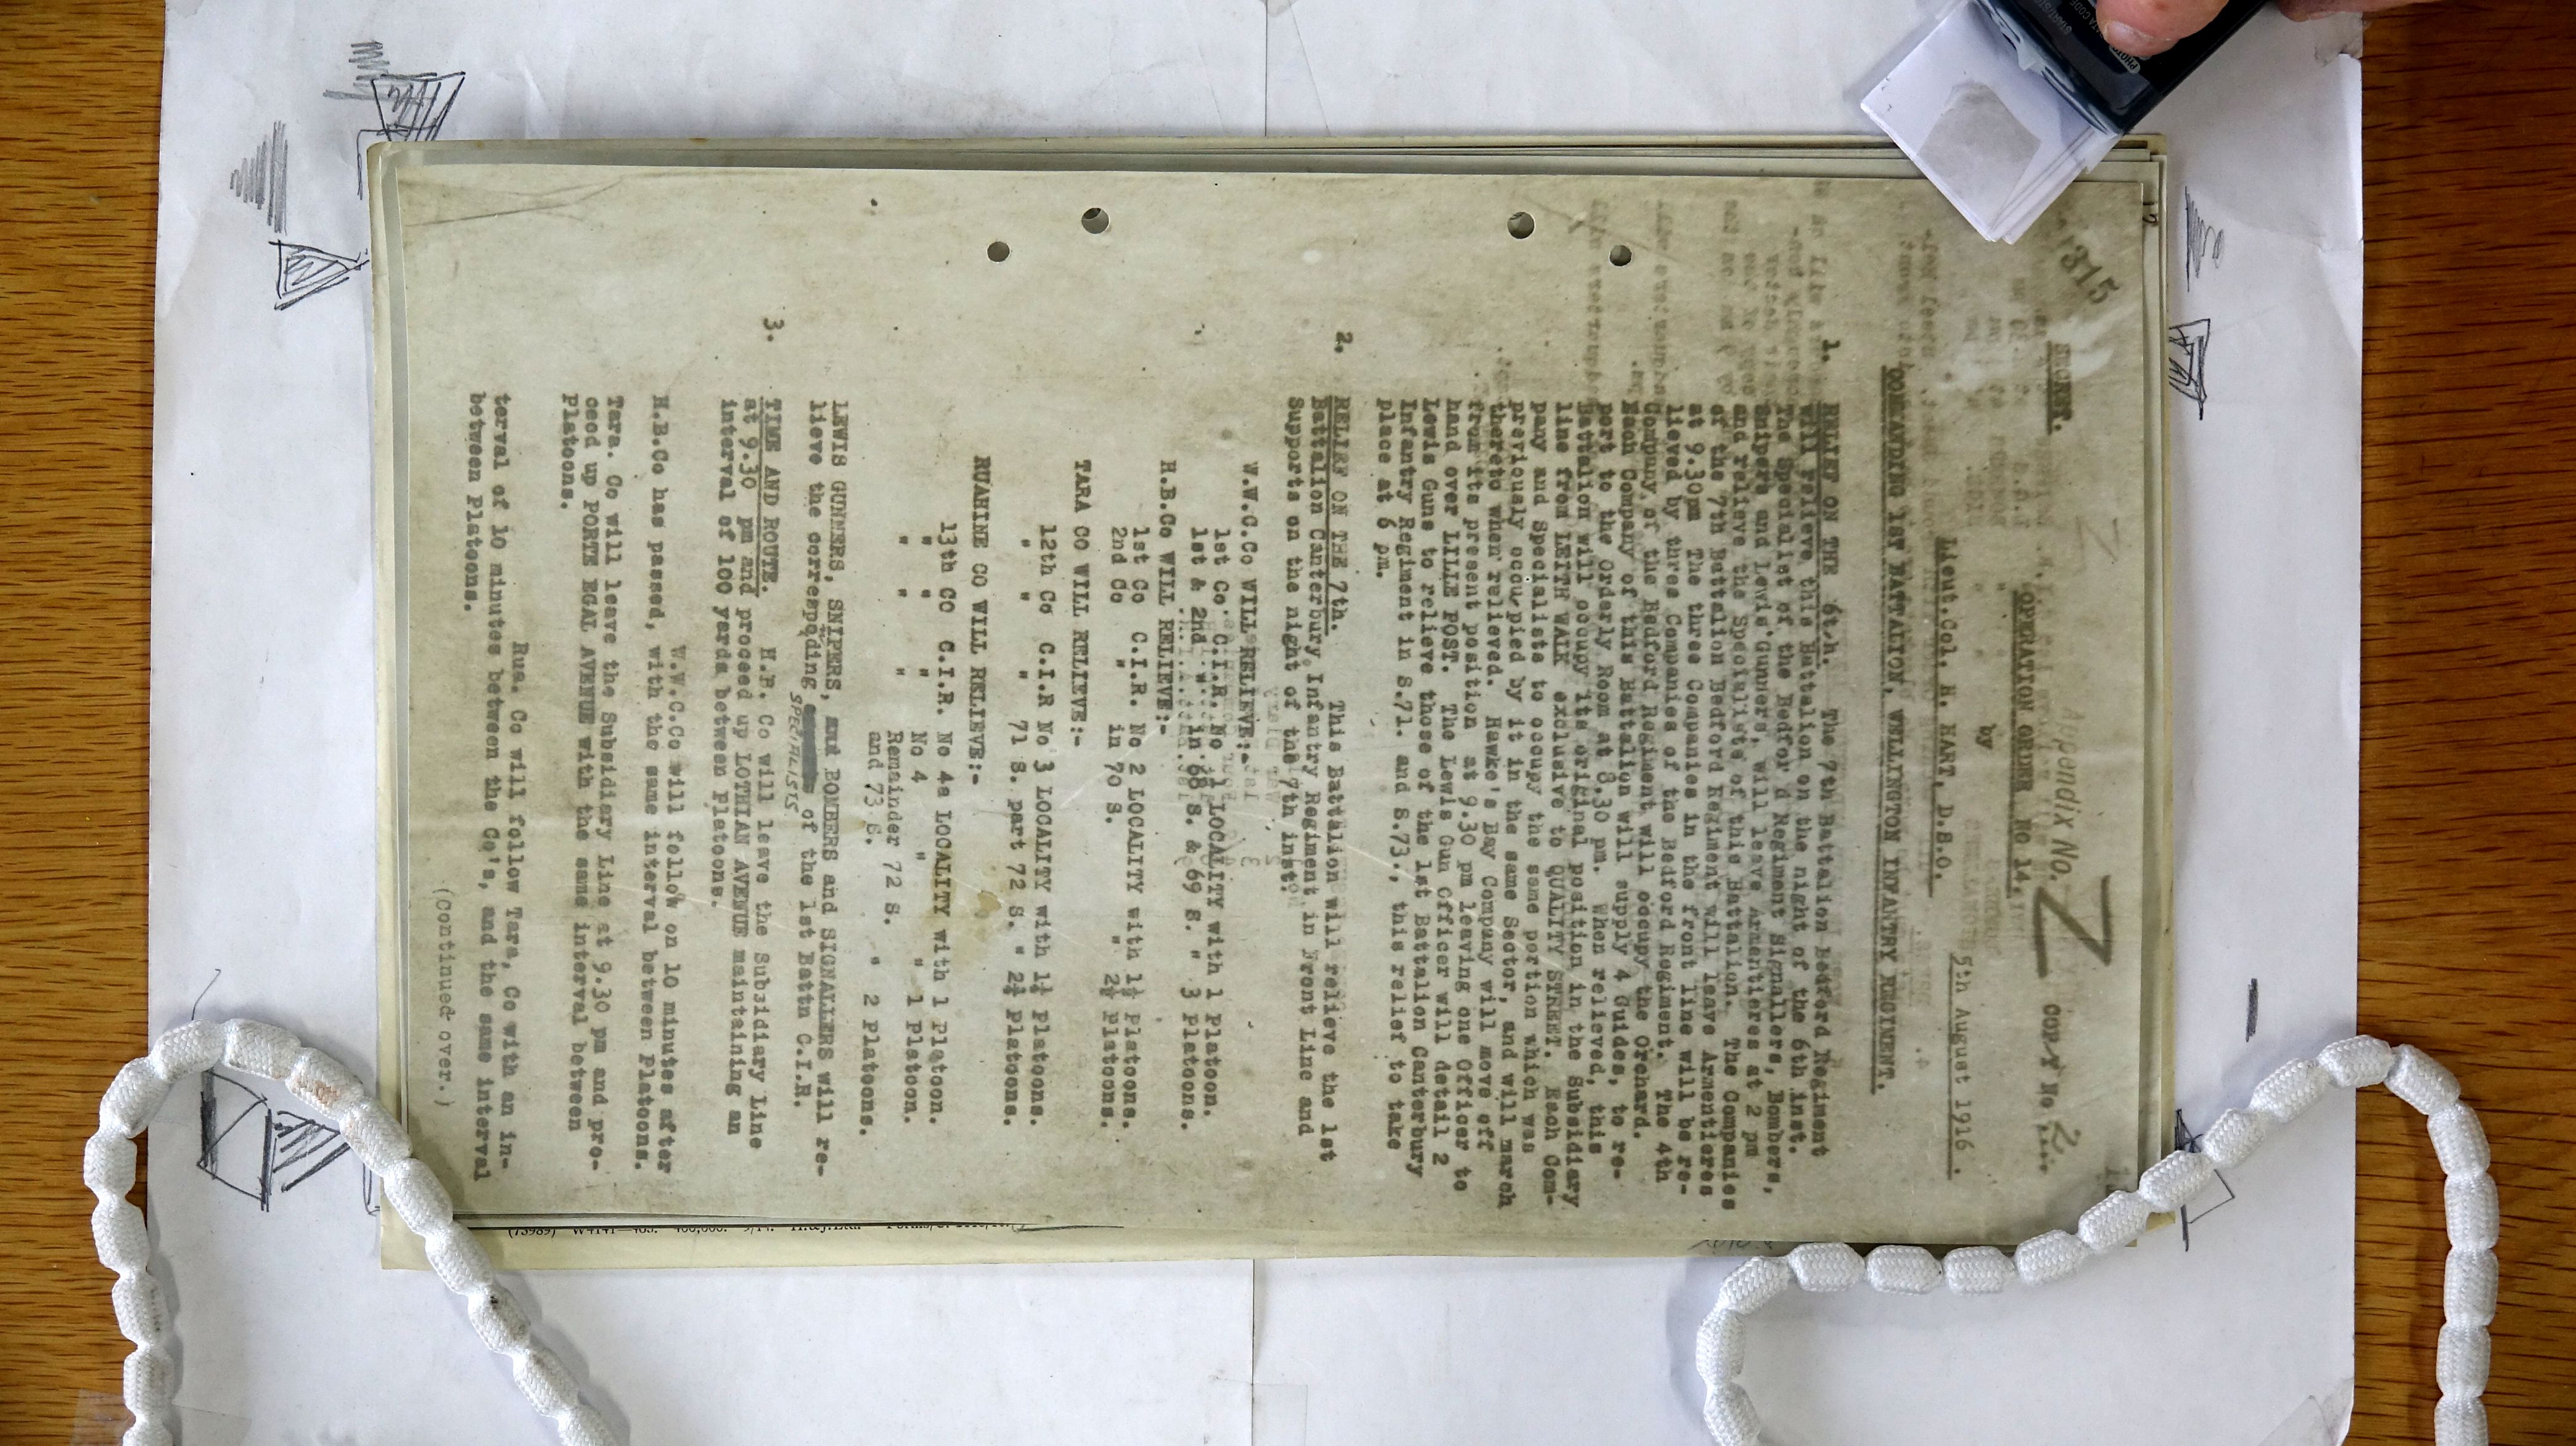 315
Appendix No. Z
SECRET.
COPY No 2...
OPERATION ORDER No 14.
by
5th August 1916.
Lieut.Col. H. HART, D.S.O.
COMMANDING 1ST BATTALION, WELLINGTON INFANTRY REGIMENT.
1. RELIEF ON THE 6th. The 7th Battalion Bedford Regiment
will relieve this Battalion on the night of the 6th inst.
The Specialist of the Bedfor'd Regiment Signallers, Bombers,
Snipers and Lewis Gunners, will leave Armentieres at 2 pm
and relieve the Specialists of this Battalion. The Companies
of the 7th Battalion Bedford Regiment will leave Armentieres
at 9.30pm The three Companies in the front line will be re-
lieved by three Companies of the Bedford Regiment. The 4th
Company of the Bedford Regiment will occupy the Orchard.
Each Company of this Battalion will supply 4 Guides, to re-
port to the Orderly Room at 8.30 pm. When relieved, this
Battalion will occupy its original position in the Subsidiary
line from LEITH WALK exclusive to QUALITY STREET. Each Com-
pany and Specialists to occupy the same portion which was
previously occupied by it in the same Sector, and will march
thereto when relieved. Hawke's Bay Company will move off
from its present position at 9.30 pm leaving one Officer to
hand over LILLE POST. The Lewis Gun Officer will detail 2
Lewis Guns to relieve those of the 1st Battalion Canterbury
Infantry Regiment in S.71. and S.73., this relief to take
place at 6 pm.
2. RELIEF ON THE 7th. This Battalion will relieve the 1st
Battalion Canterbury Infantry Regiment in Front Line and
Supports on the night of the 7th inst.
W.W.C.Co WILL RELIEVE:-
1st Co C.I.R. No 1 LOCALITY with 1 Platoon.
1st & 2nd " in 68 S. & 69 S. " 3 Platoons.
H.B.Co WILL RELIEVE:-
1st Co C.I.R. No 2 LOCALITY with 1½ Platoons.
2nd Co " in 70 S. " 2½ Platoons.
TARA CO WILL RELIEVE:-
12th Co C.I.R No 3 LOCALITY with 1½ Platoons.
" " " 71 S. part 72 S. " 2½ Platoons.
RUAHINE CO WILL RELIEVE:-
13th Co C.I.R. No 4a LOCALITY with 1 Platoon.
" " " No 4 " " 1 Platoon.
" " " Remainder 72 S.
and 73 S. " 2 Platoons.
LEWIS GUNNERS, SNIPERS, and BOMBERS and SIGNALLERS will re-
lieve the correspoding SPECIALISTS of the 1st Battn C.I.R.
3. TIME AND ROUTE. H.P. Co will leave the Subsidiary Line
at 9.30 pm and proceed up LOTHIAN AVENUE maintaining an
interval of 100 yards between Platoons.
W.W.C.Co will follow on 10 minutes after
H.B.Co has passed, with the same interval between Platoons.
Tara. Co will leave the Subsidiary Line at 9.30 pm and pro-
ceed up PORTE EGAL AVENUE with the same interval between
Platoons.
Rua. Co will follow Tara, Co with an in-
terval of 10 minutes between the Co's, and the same interval
between Platoons.
(Continued over.)